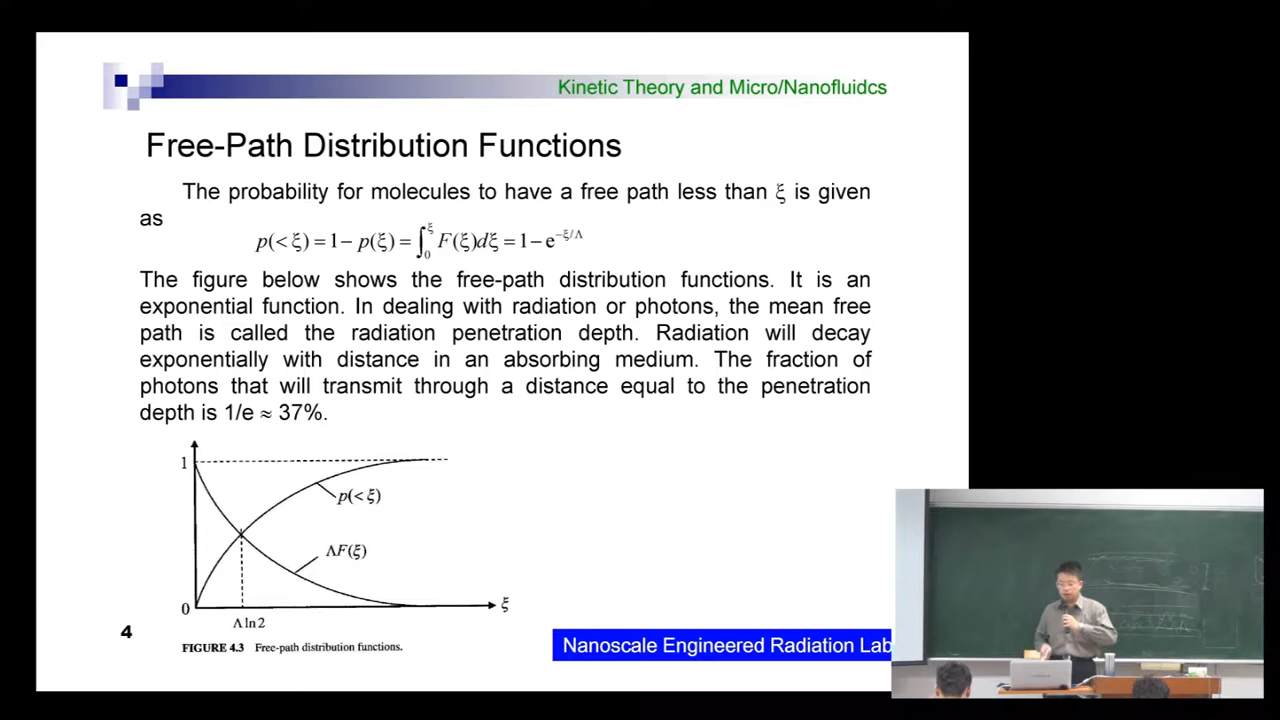 Kinetic Theory and Micro/Nanofluidcs
Free-Path Distribution Functions
The probability for molecules to have a free path less than ξ is given
as
p(< ξ) = 1 − p(ξ) = ∫₀^ξ F(ξ)dξ = 1 − e^(−ξ/Λ)
The figure below shows the free-path distribution functions. It is an
exponential function. In dealing with radiation or photons, the mean free
path is called the radiation penetration depth. Radiation will decay
exponentially with distance in an absorbing medium. The fraction of
photons that will transmit through a distance equal to the penetration
depth is 1/e ≈ 37%.
1
p(< ξ)
ΛF(ξ)
0
ξ
Λ ln 2
4
FIGURE 4.3 Free-path distribution functions.
Nanoscale Engineered Radiation Lab